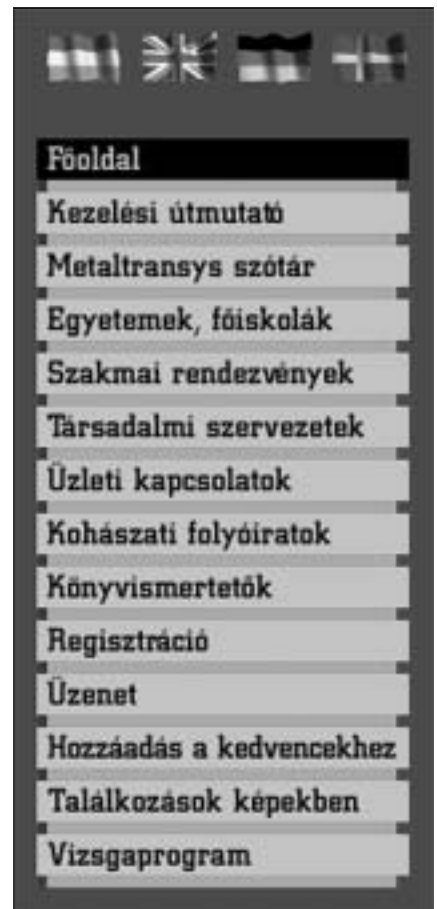 Főoldal
Kezelési útmutató
Metaltransys szótár
Egyetemek, főiskolák
Szakmai rendezvények
Társadalmi szervezetek
Üzleti kapcsolatok
Kohászati folyóiratok
Könyvismertetők
Regisztráció
Üzenet
Hozzáadás a kedvencekhez
Találkozások képekben
Vizsgaprogram